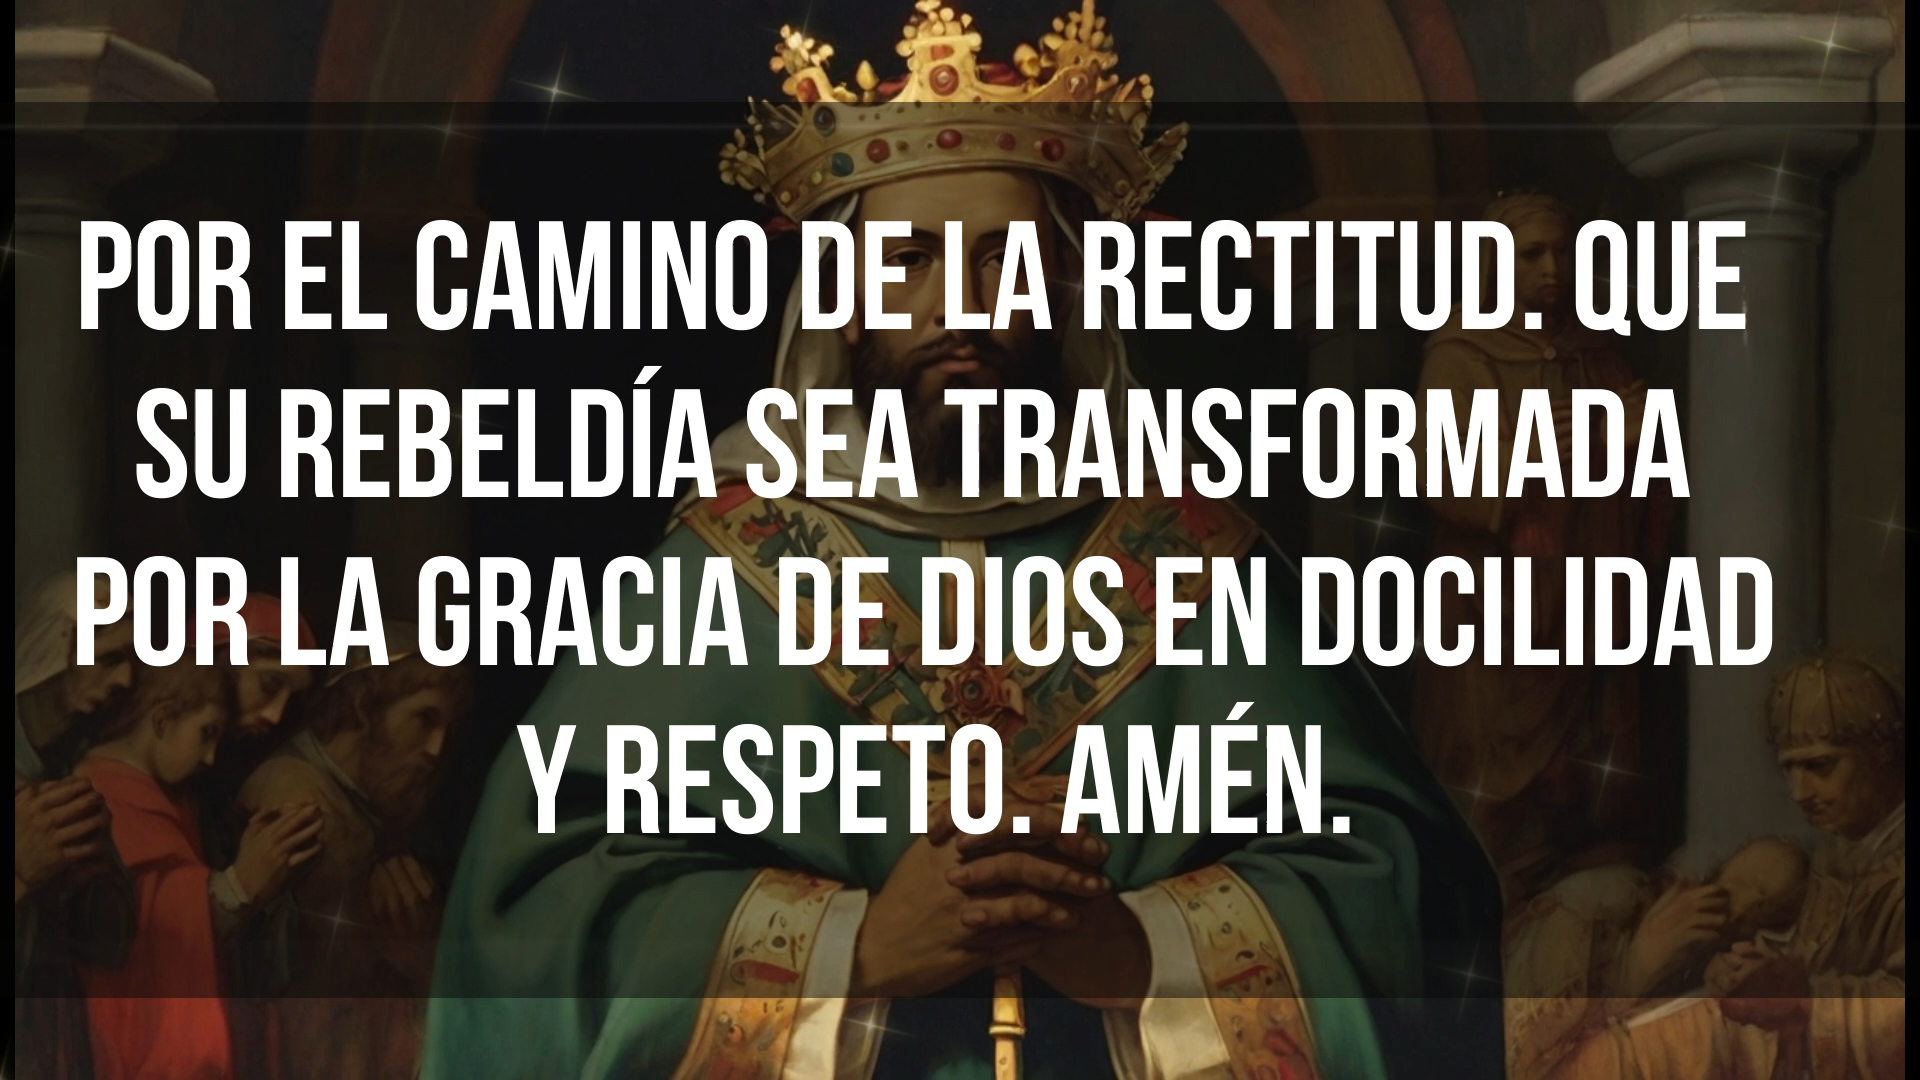 POR EL CAMINO DE LA RECTITUD. QUE
SU REBELDÍA SEA TRANSFORMADA
POR LA GRACIA DE DIOS EN DOCILIDAD
Y RESPETO. AMÉN.